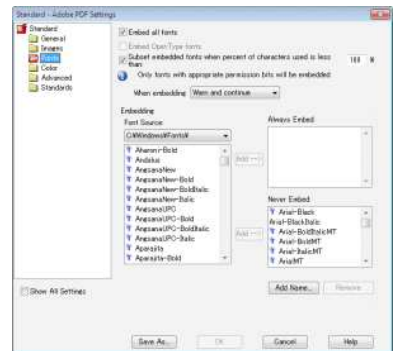 Standard - Adobe PDF Settings
Standard
General
Images
Fonts
Color
Advanced
Standards
Show All Settings
Embed all fonts
Embed OpenType fonts
Subset embedded fonts when percent of characters used is less than
100 %
Only fonts with appropriate permission bits will be embedded
When embedding Warn and continue
Embedding
Font Source
C:¥Windows¥Fonts¥
Aharoni-Bold
Andalus
AngsanaNew
AngsanaNew-Bold
AngsanaNew-BoldItalic
AngsanaNew-Italic
AngsanaUPC
AngsanaUPC-Bold
AngsanaUPC-BoldItalic
AngsanaUPC-Italic
Aparajita
Aparajita-Bold
Add -->
Add -->
Always Embed
Never Embed
Arial-Black
Arial-BlackItalic
Arial-BoldItalicMT
Arial-BoldMT
Arial-ItalicMT
ArialMT
Add Name...
Remove
Save As...
OK
Cancel
Help